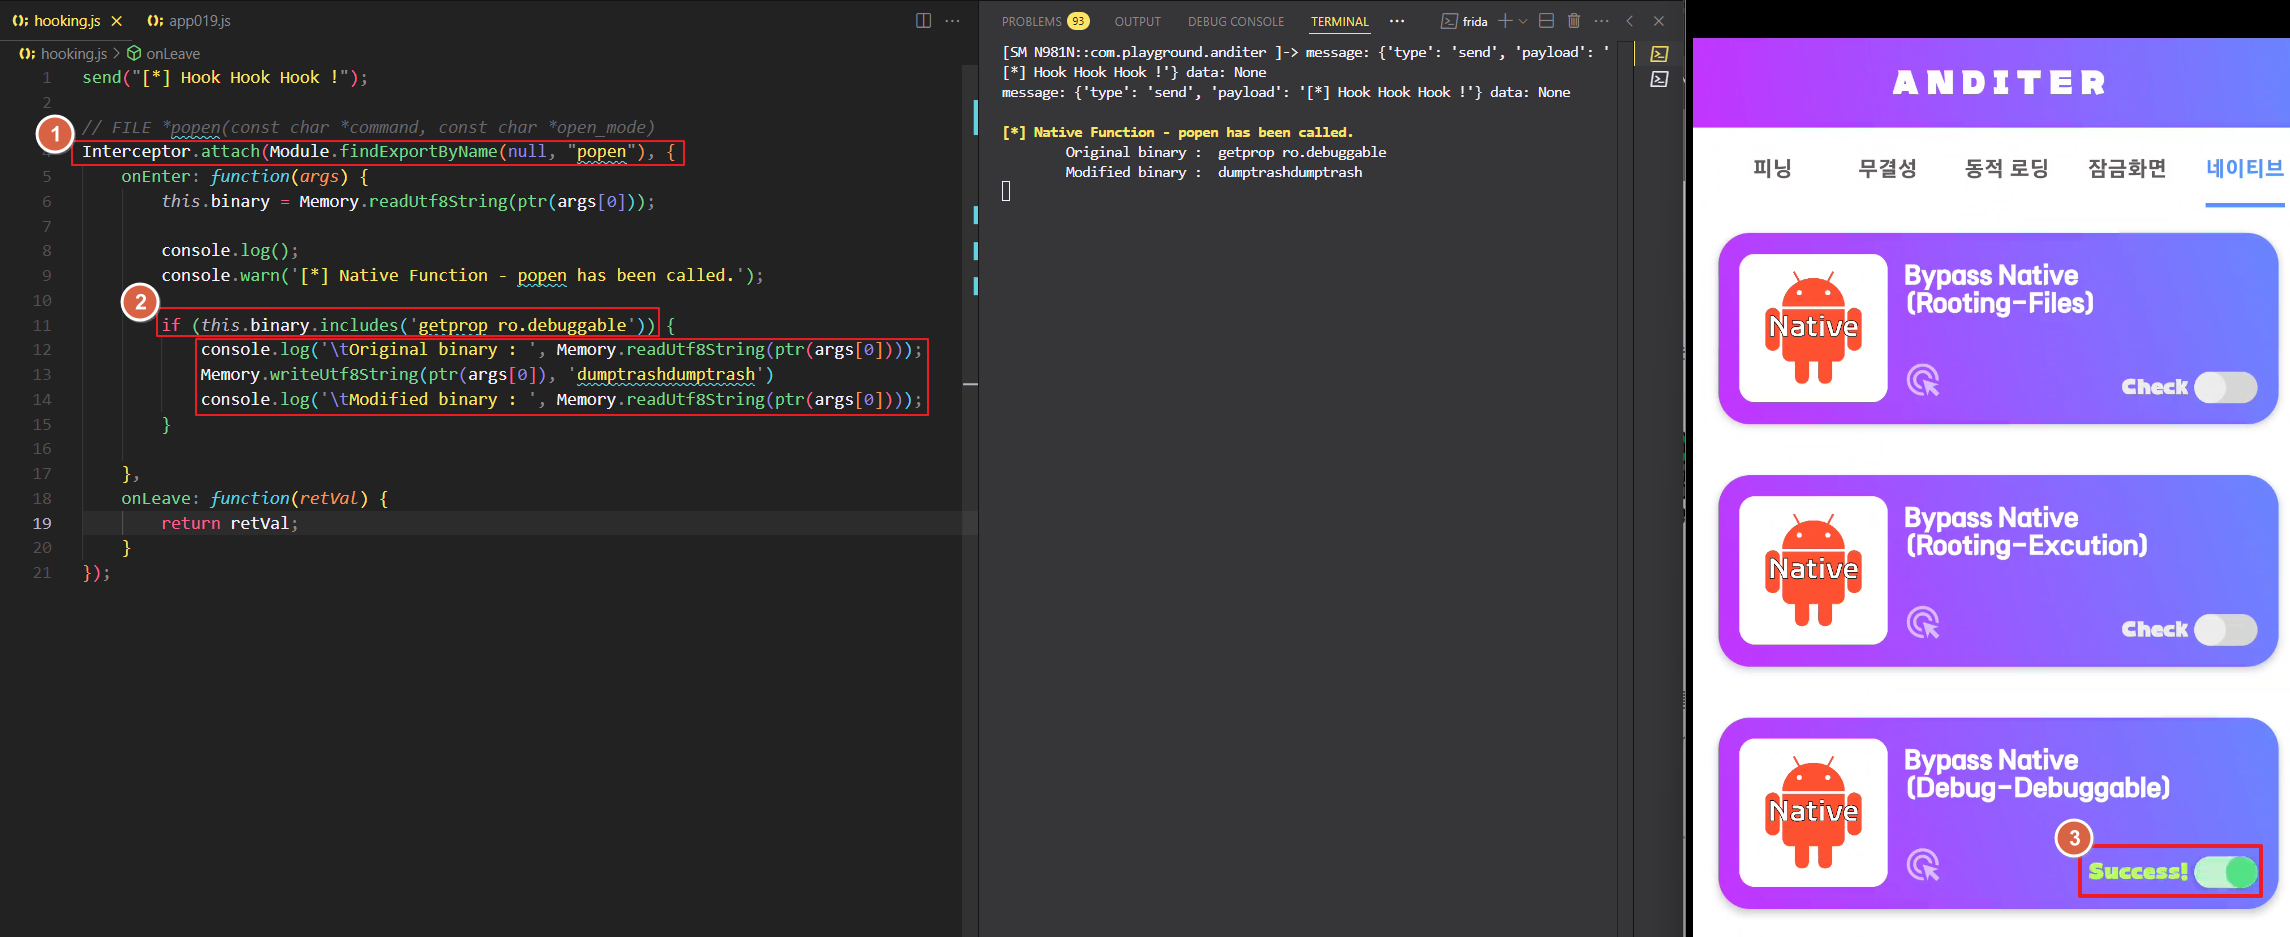 hooking.js
app019.js
hooking.js > onLeave
1 send("[*] Hook Hook Hook !");
2
// FILE *popen(const char *command, const char *open_mode)
1
Interceptor.attach(Module.findExportByName(null, "popen"), {
5 onEnter: function(args) {
6 this.binary = Memory.readUtf8String(ptr(args[0]));
7
8 console.log();
9 console.warn('[*] Native Function - popen has been called.');
10
2
11 if (this.binary.includes('getprop ro.debuggable')) {
12 console.log('\tOriginal binary : ', Memory.readUtf8String(ptr(args[0])));
13 Memory.writeUtf8String(ptr(args[0]), 'dumptrashdumptrash')
14 console.log('\tModified binary : ', Memory.readUtf8String(ptr(args[0])));
15 }
16
17 },
18 onLeave: function(retVal) {
19 return retVal;
20 }
21 });
PROBLEMS 93 OUTPUT DEBUG CONSOLE TERMINAL ··· frida
[SM N981N::com.playground.anditer ]-> message: {'type': 'send', 'payload': '
[*] Hook Hook Hook !'} data: None
message: {'type': 'send', 'payload': '[*] Hook Hook Hook !'} data: None
[*] Native Function - popen has been called.
Original binary :  getprop ro.debuggable
Modified binary :  dumptrashdumptrash
ANDITER
피닝 무결성 동적 로딩 잠금화면 네이티브
Native
Bypass Native
(Rooting-Files)
Check
Native
Bypass Native
(Rooting-Excution)
Check
Native
Bypass Native
(Debug-Debuggable)
3
Success!